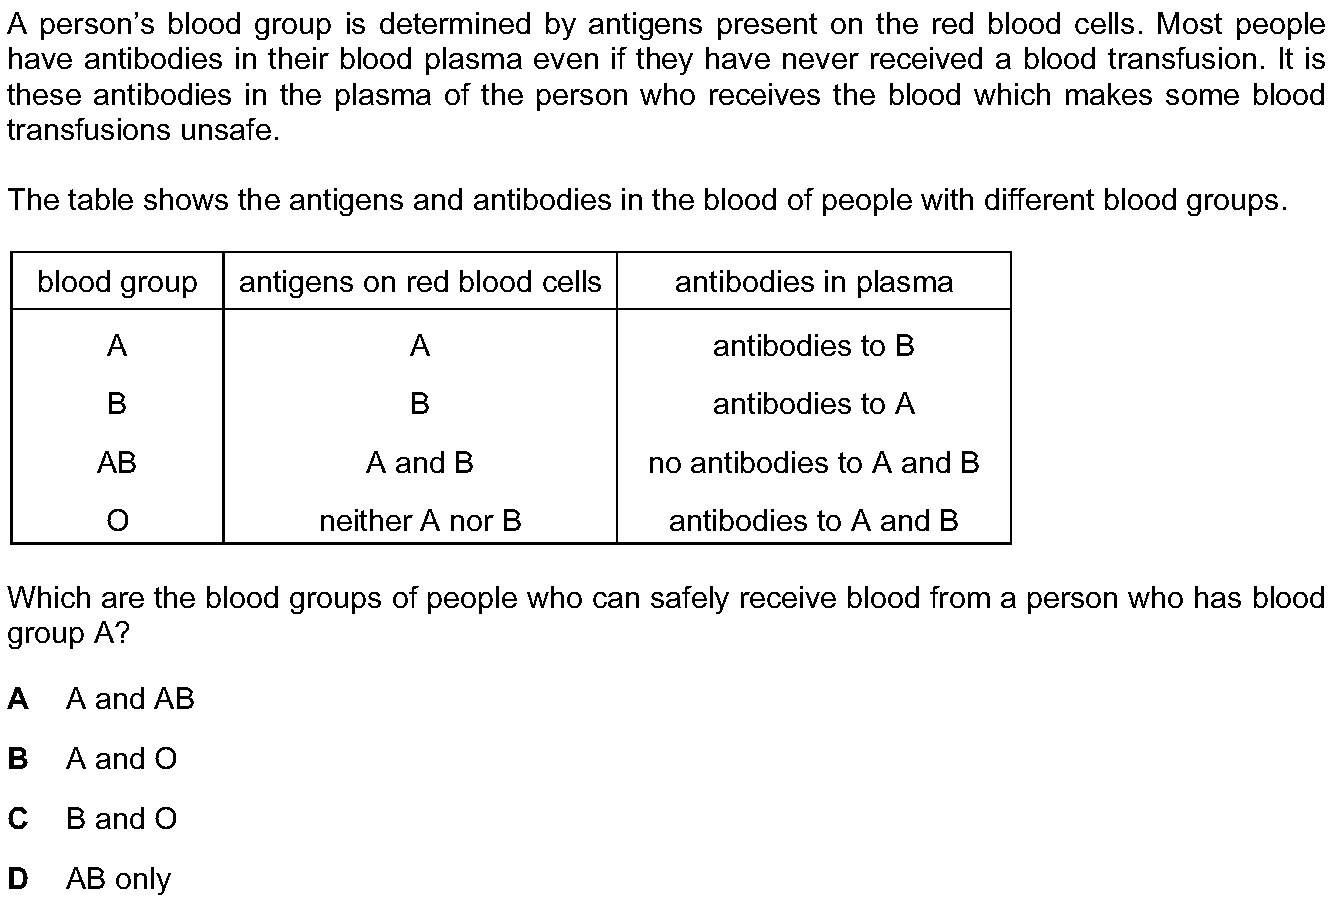 A person’s blood group is determined by antigens present on the red blood cells. Most people
have antibodies in their blood plasma even if they have never received a blood transfusion. It is
these antibodies in the plasma of the person who receives the blood which makes some blood
transfusions unsafe.
The table shows the antigens and antibodies in the blood of people with different blood groups.
blood group antigens on red blood cells antibodies in plasma
A A antibodies to B
B B antibodies to A
AB A and B no antibodies to A and B
O neither A nor B antibodies to A and B
Which are the blood groups of people who can safely receive blood from a person who has blood
group A?
A A and AB
B A and O
C B and O
D AB only